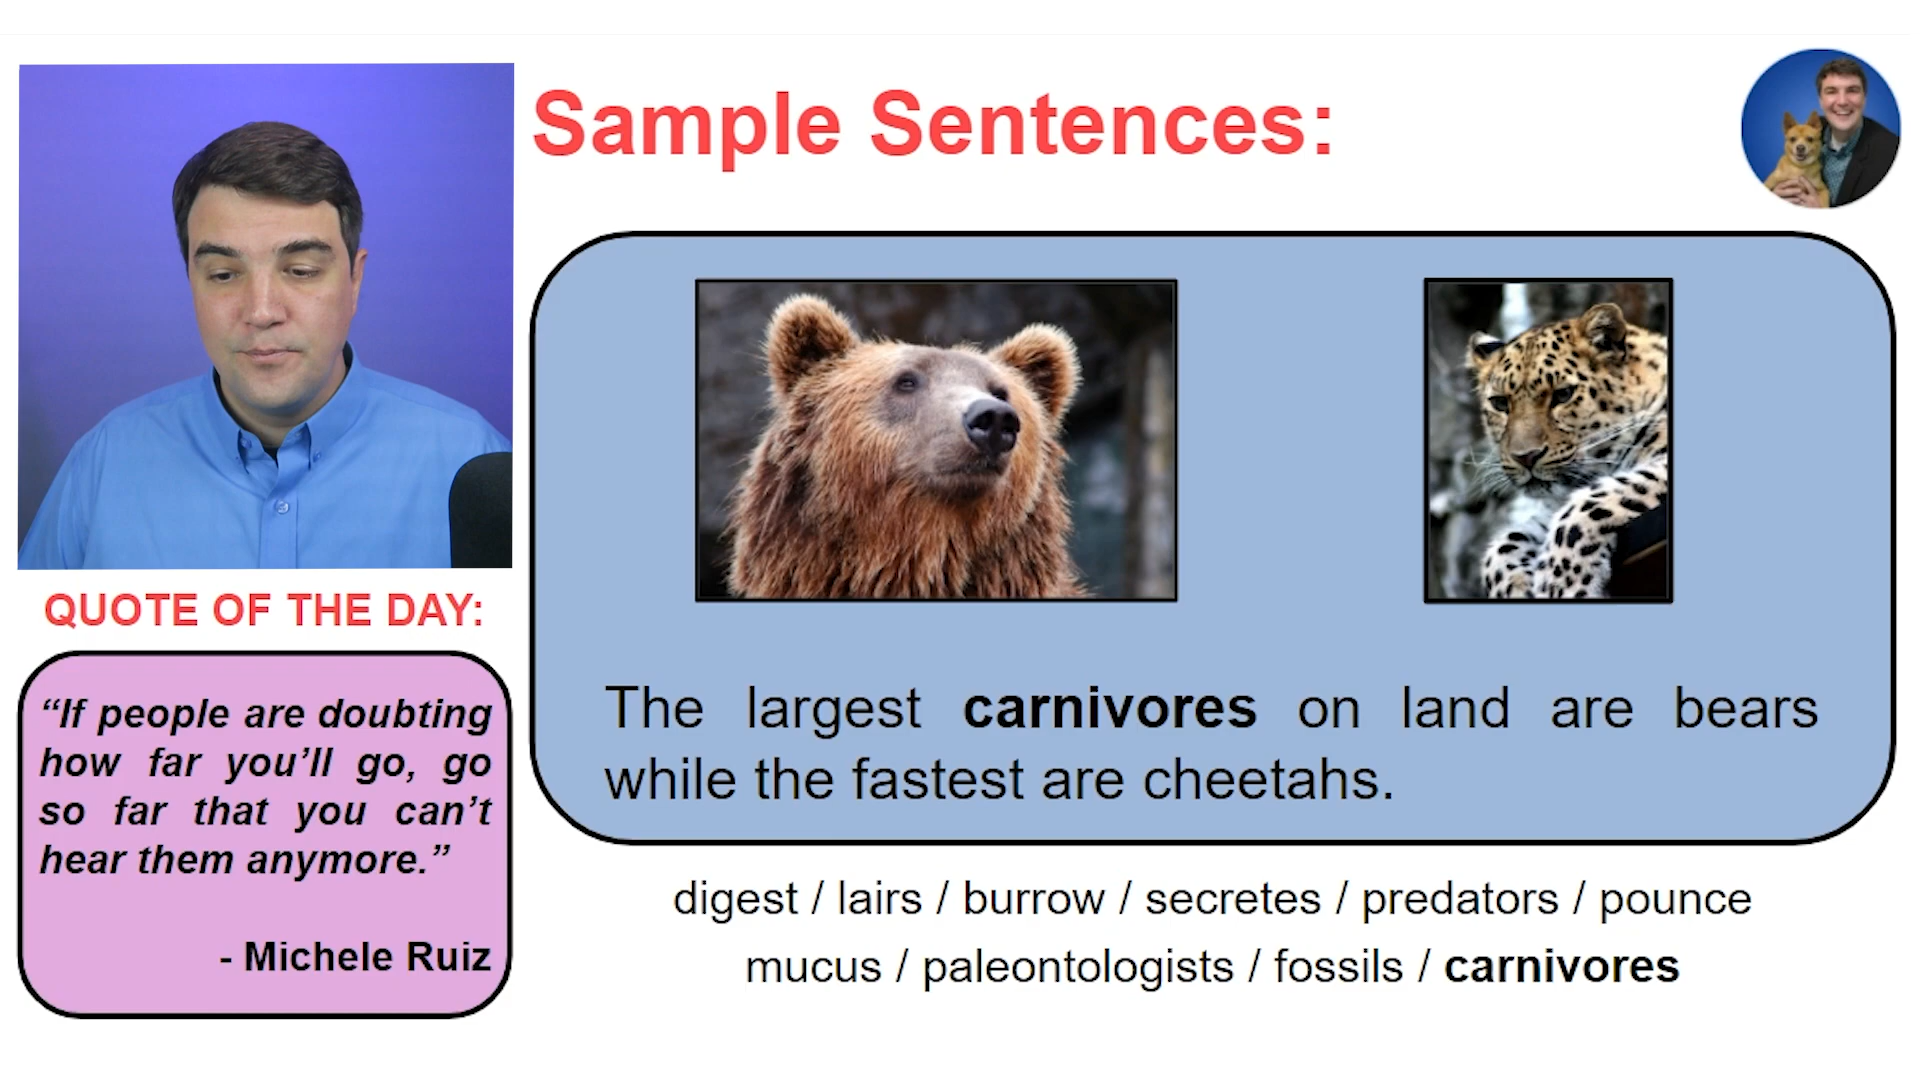 Sample Sentences:
The largest carnivores on land are bears
while the fastest are cheetahs.
digest / lairs / burrow / secretes / predators / pounce
mucus / paleontologists / fossils / carnivores
QUOTE OF THE DAY:
“If people are doubting
how far you’ll go, go
so far that you can’t
hear them anymore.”
- Michele Ruiz